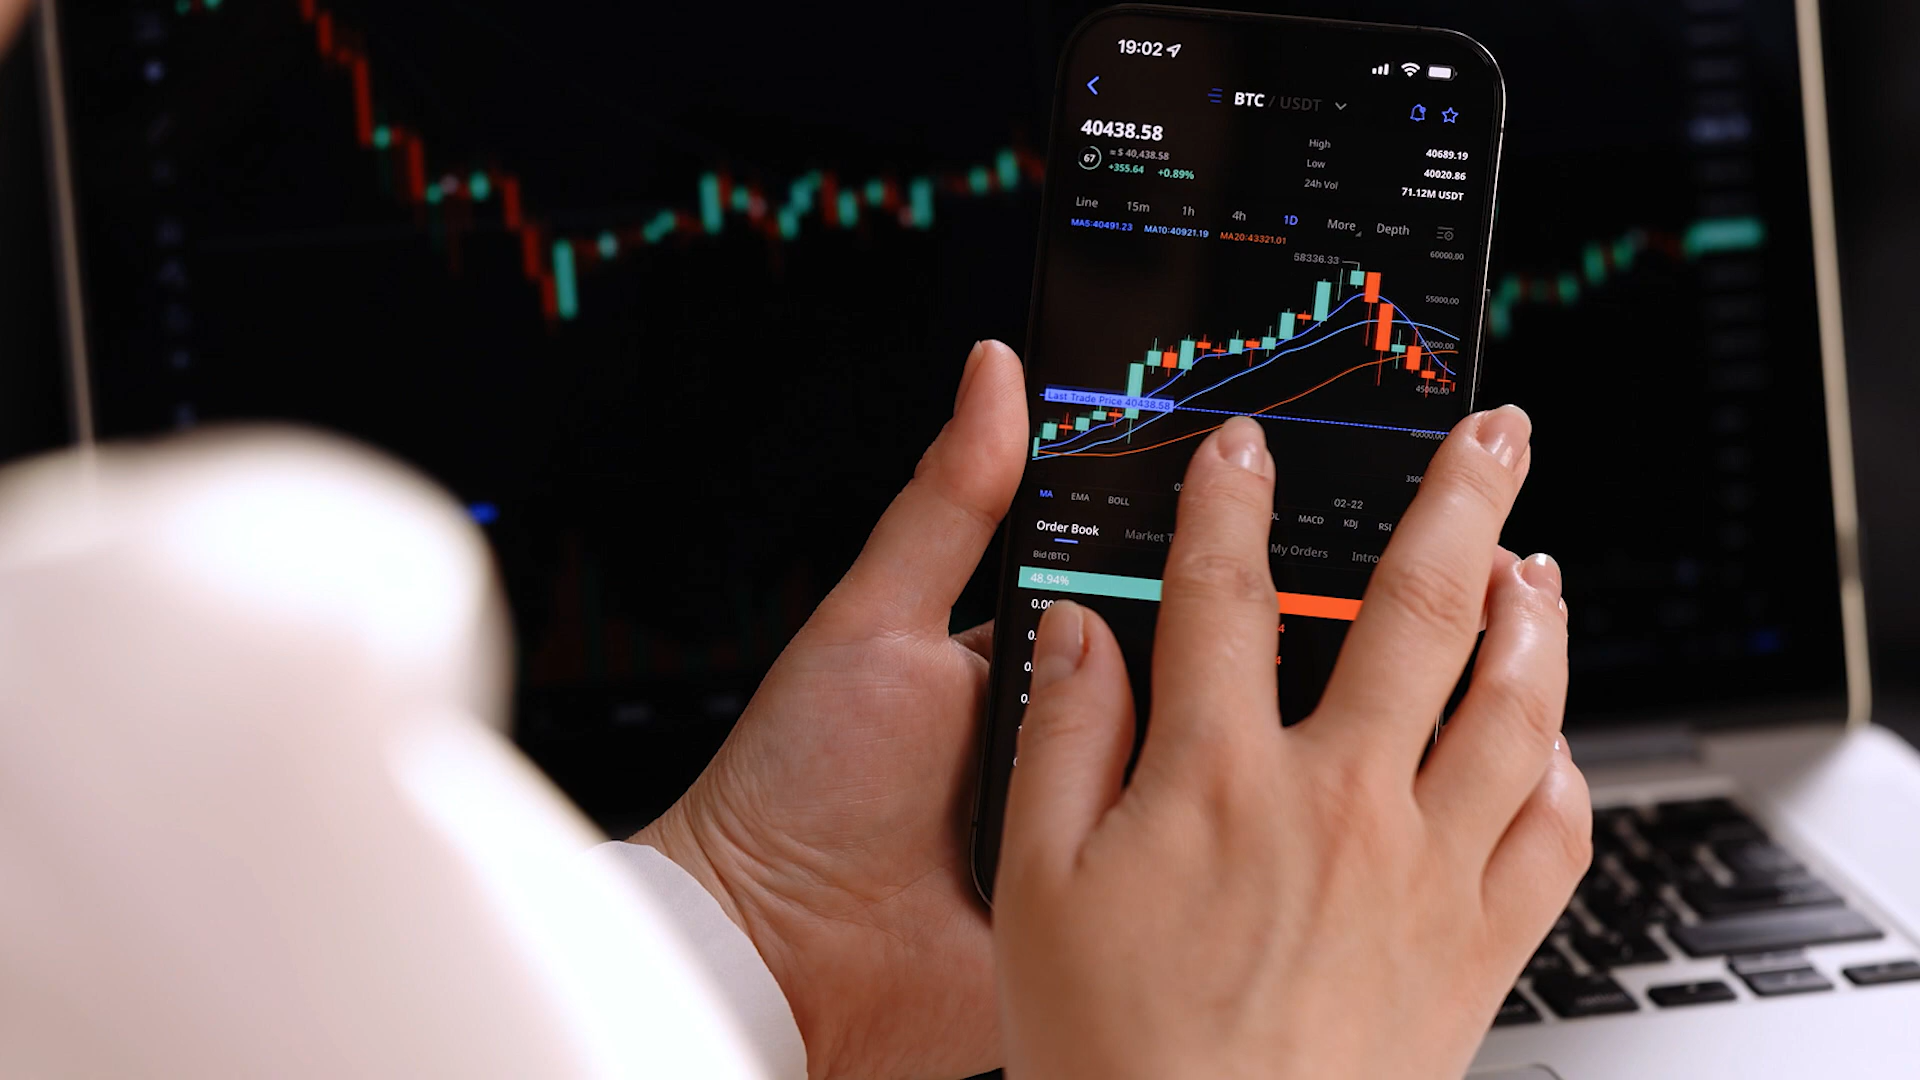 19:02
BTC / USDT
40438.58
High 40689.19
67 = $ 40,438.58
Low 40020.86
+355.64 +0.89%
24h Vol 71.12M USDT
Line 15m 1h 4h 1D More Depth
MA5:40491.23 MA10:40921.19 MA20:43321.01
60000,00
58336.33
55000,00
45000,00
Last Trade Price 40438.58
40000,00
02-22
MA EMA BOLL MACD KDJ RSI
Order Book Market My Orders
Bid (BTC)
48.94%